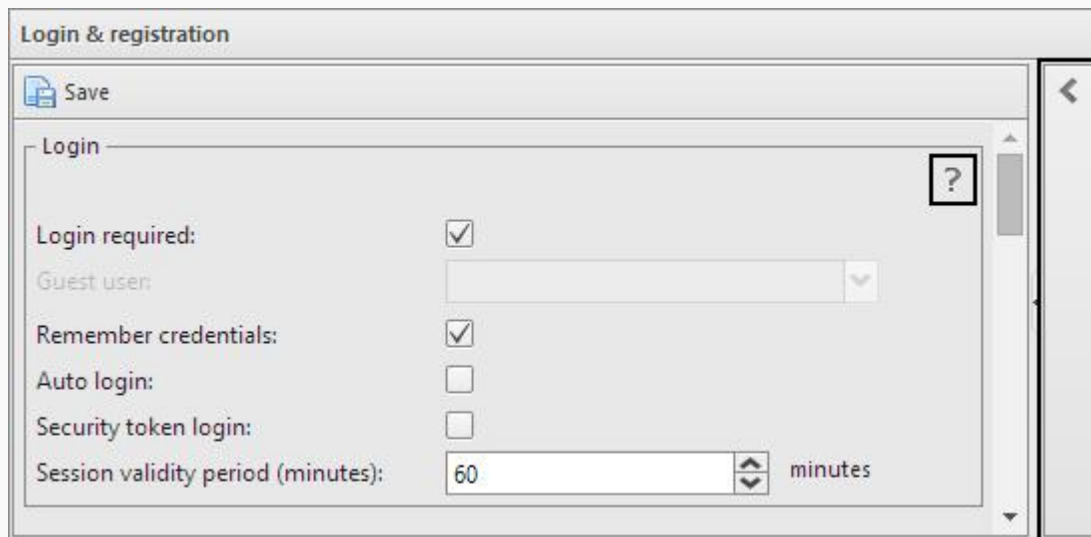 Login & registration
Save
Login
?
Login required:
Guest user:
Remember credentials:
Auto login:
Security token login:
Session validity period (minutes): 60 minutes